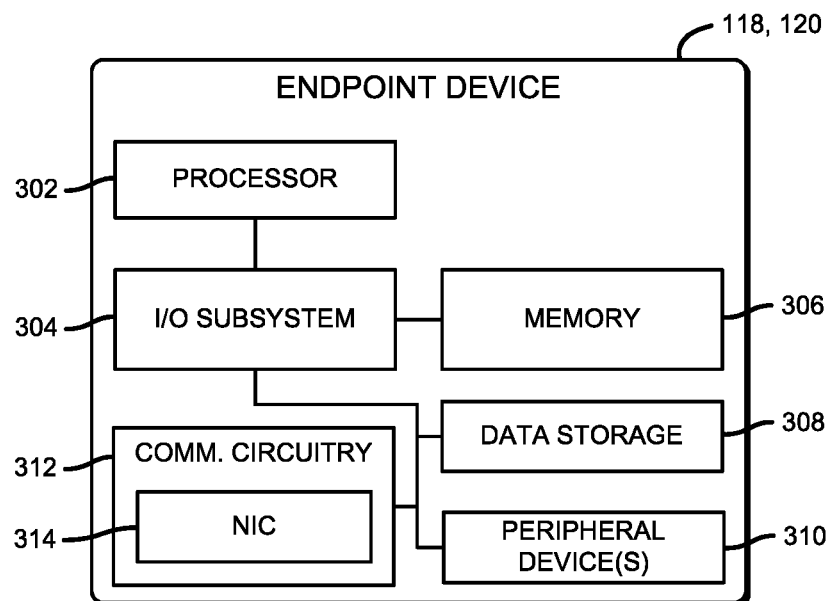 118, 120
ENDPOINT DEVICE
302
PROCESSOR
304
I/O SUBSYSTEM
MEMORY
306
DATA STORAGE
308
312
COMM. CIRCUITRY
314
NIC
PERIPHERAL
DEVICE(S)
310